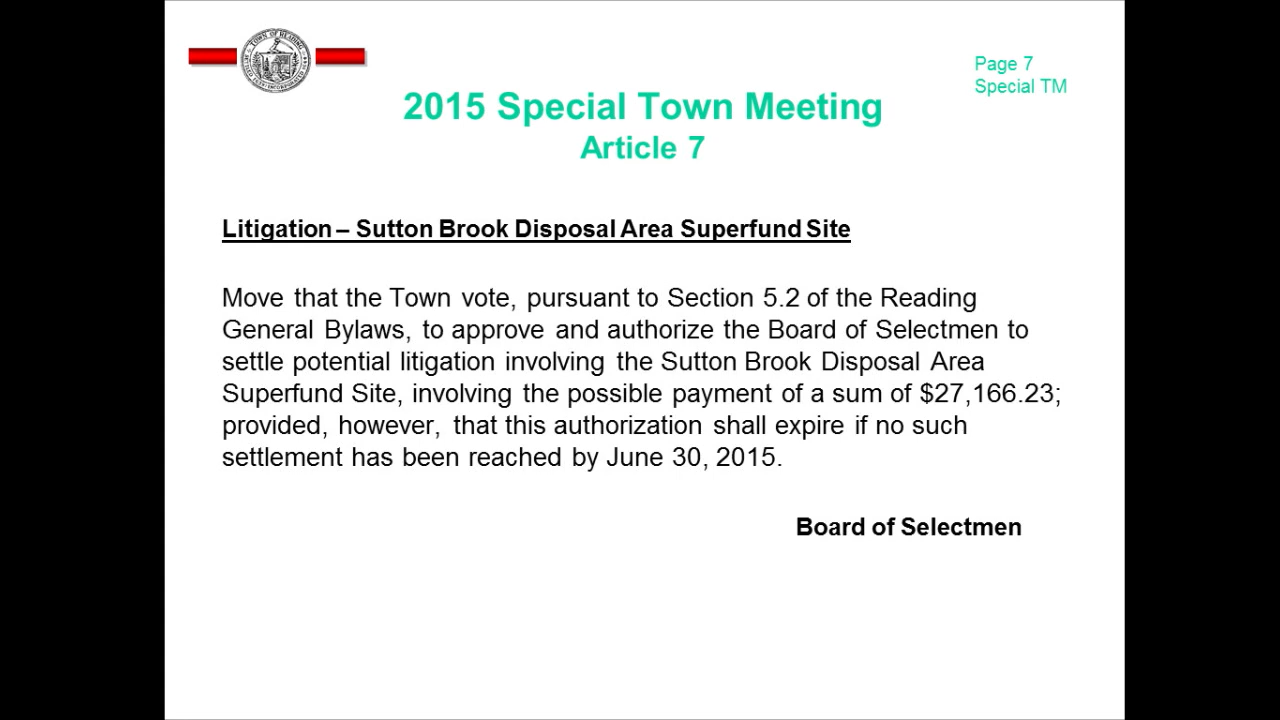 Page 7
Special TM
2015 Special Town Meeting
Article 7
Litigation – Sutton Brook Disposal Area Superfund Site
Move that the Town vote, pursuant to Section 5.2 of the Reading
General Bylaws, to approve and authorize the Board of Selectmen to
settle potential litigation involving the Sutton Brook Disposal Area
Superfund Site, involving the possible payment of a sum of $27,166.23;
provided, however, that this authorization shall expire if no such
settlement has been reached by June 30, 2015.
Board of Selectmen